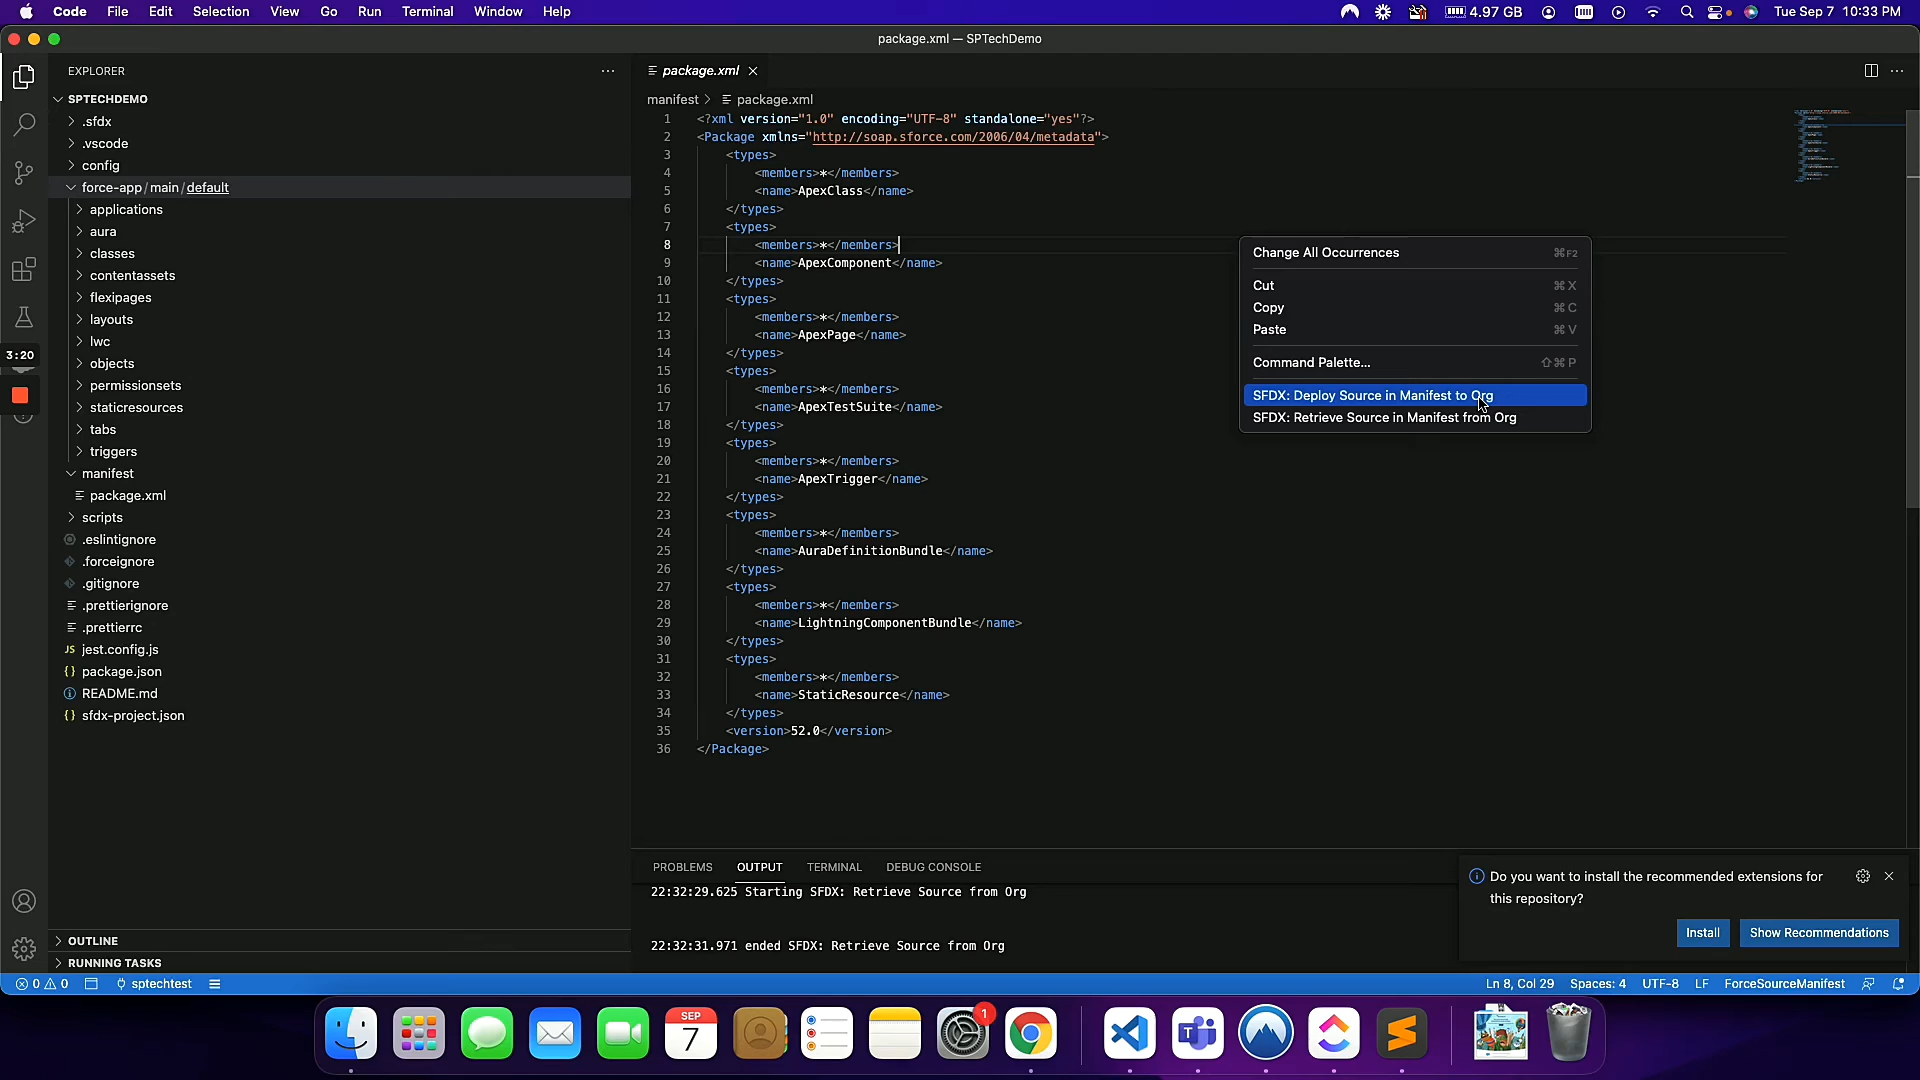 Code File Edit Selection View Go Run Terminal Window Help
4.97 GB
Tue Sep 7 10:33 PM
package.xml — SPTechDemo
EXPLORER
SPTECHDEMO
.sfdx
.vscode
config
force-app/main/default
applications
aura
classes
contentassets
flexipages
layouts
lwc
objects
permissionsets
staticresources
tabs
triggers
manifest
package.xml
scripts
.eslintignore
.forceignore
.gitignore
.prettierignore
.prettierrc
JS jest.config.js
{} package.json
README.md
{} sfdx-project.json
OUTLINE
RUNNING TASKS
3:20
package.xml
manifest > package.xml
1 <?xml version="1.0" encoding="UTF-8" standalone="yes"?>
2 <Package xmlns="http://soap.sforce.com/2006/04/metadata">
3 <types>
4 <members>*</members>
5 <name>ApexClass</name>
6 </types>
7 <types>
8 <members>*</members>
9 <name>ApexComponent</name>
10 </types>
11 <types>
12 <members>*</members>
13 <name>ApexPage</name>
14 </types>
15 <types>
16 <members>*</members>
17 <name>ApexTestSuite</name>
18 </types>
19 <types>
20 <members>*</members>
21 <name>ApexTrigger</name>
22 </types>
23 <types>
24 <members>*</members>
25 <name>AuraDefinitionBundle</name>
26 </types>
27 <types>
28 <members>*</members>
29 <name>LightningComponentBundle</name>
30 </types>
31 <types>
32 <members>*</members>
33 <name>StaticResource</name>
34 </types>
35 <version>52.0</version>
36 </Package>
Change All Occurrences ⌘F2
Cut ⌘X
Copy ⌘C
Paste ⌘V
Command Palette... ⇧⌘P
SFDX: Deploy Source in Manifest to Org
SFDX: Retrieve Source in Manifest from Org
PROBLEMS OUTPUT TERMINAL DEBUG CONSOLE
22:32:29.625 Starting SFDX: Retrieve Source from Org
22:32:31.971 ended SFDX: Retrieve Source from Org
Do you want to install the recommended extensions for
this repository?
Install Show Recommendations
0 0 sptechtest
Ln 8, Col 29 Spaces: 4 UTF-8 LF ForceSourceManifest
SEP
7
1